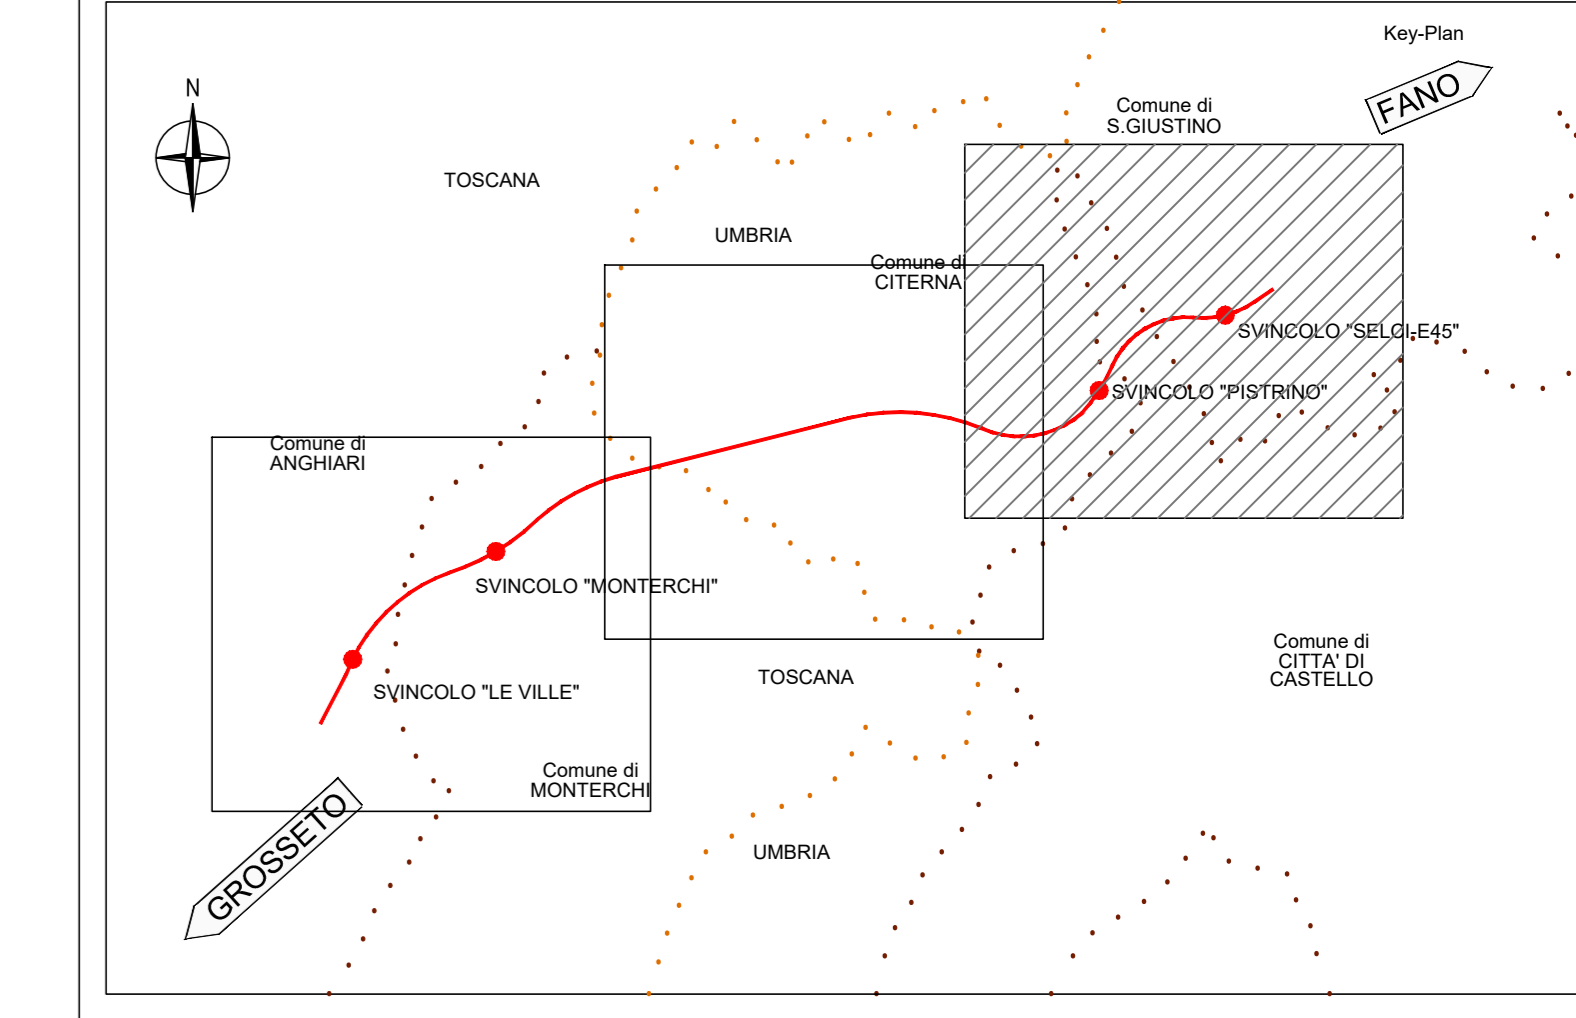 Key-Plan
FANO
N
Comune di
S.GIUSTINO
TOSCANA
UMBRIA
Comune di
CITERNA
SVINCOLO "SELCI-E45"
SVINCOLO "PISTRINO"
Comune di
ANGHIARI
SVINCOLO "MONTERCHI"
Comune di
CITTA' DI
CASTELLO
TOSCANA
SVINCOLO "LE VILLE"
Comune di
MONTERCHI
GROSSETO
UMBRIA